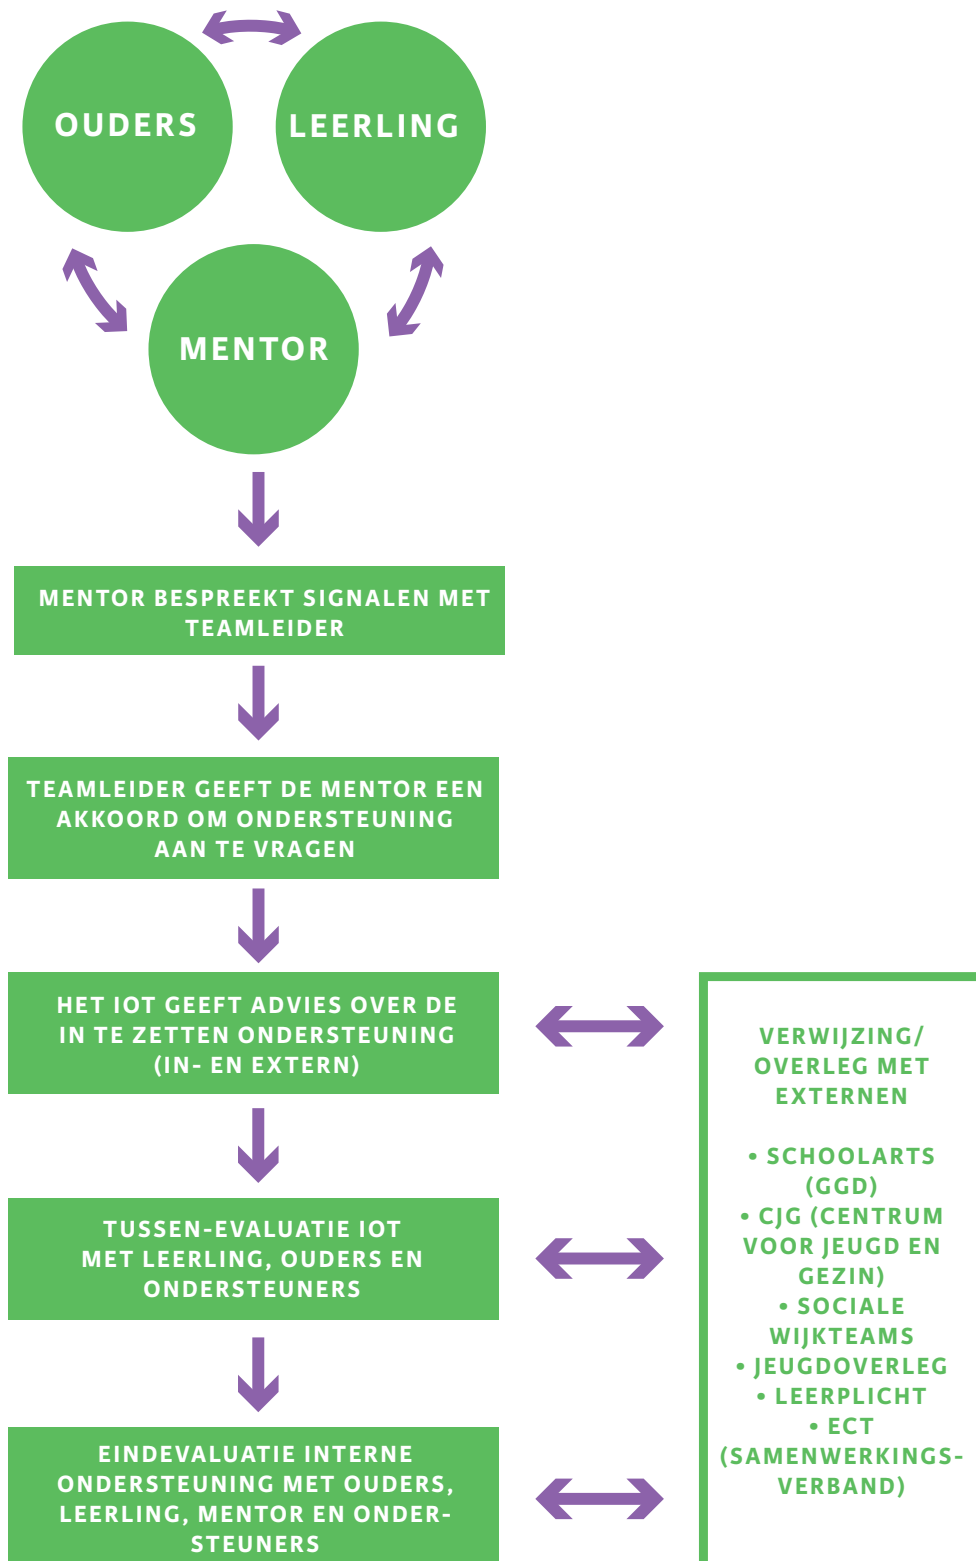 OUDERS
LEERLING
MENTOR
MENTOR BESPREEKT SIGNALEN MET
TEAMLEIDER
TEAMLEIDER GEEFT DE MENTOR EEN
AKKOORD OM ONDERSTEUNING
AAN TE VRAGEN
HET IOT GEEFT ADVIES OVER DE
IN TE ZETTEN ONDERSTEUNING
(IN- EN EXTERN)
TUSSEN-EVALUATIE IOT
MET LEERLING, OUDERS EN
ONDERSTEUNERS
EINDEVALUATIE INTERNE
ONDERSTEUNING MET OUDERS,
LEERLING, MENTOR EN ONDER-
STEUNERS
VERWIJZING/
OVERLEG MET
EXTERNEN
• SCHOOLARTS
(GGD)
• CJG (CENTRUM
VOOR JEUGD EN
GEZIN)
• SOCIALE
WIJKTEAMS
• JEUGDOVERLEG
• LEERPLICHT
• ECT
(SAMENWERKINGS-
VERBAND)